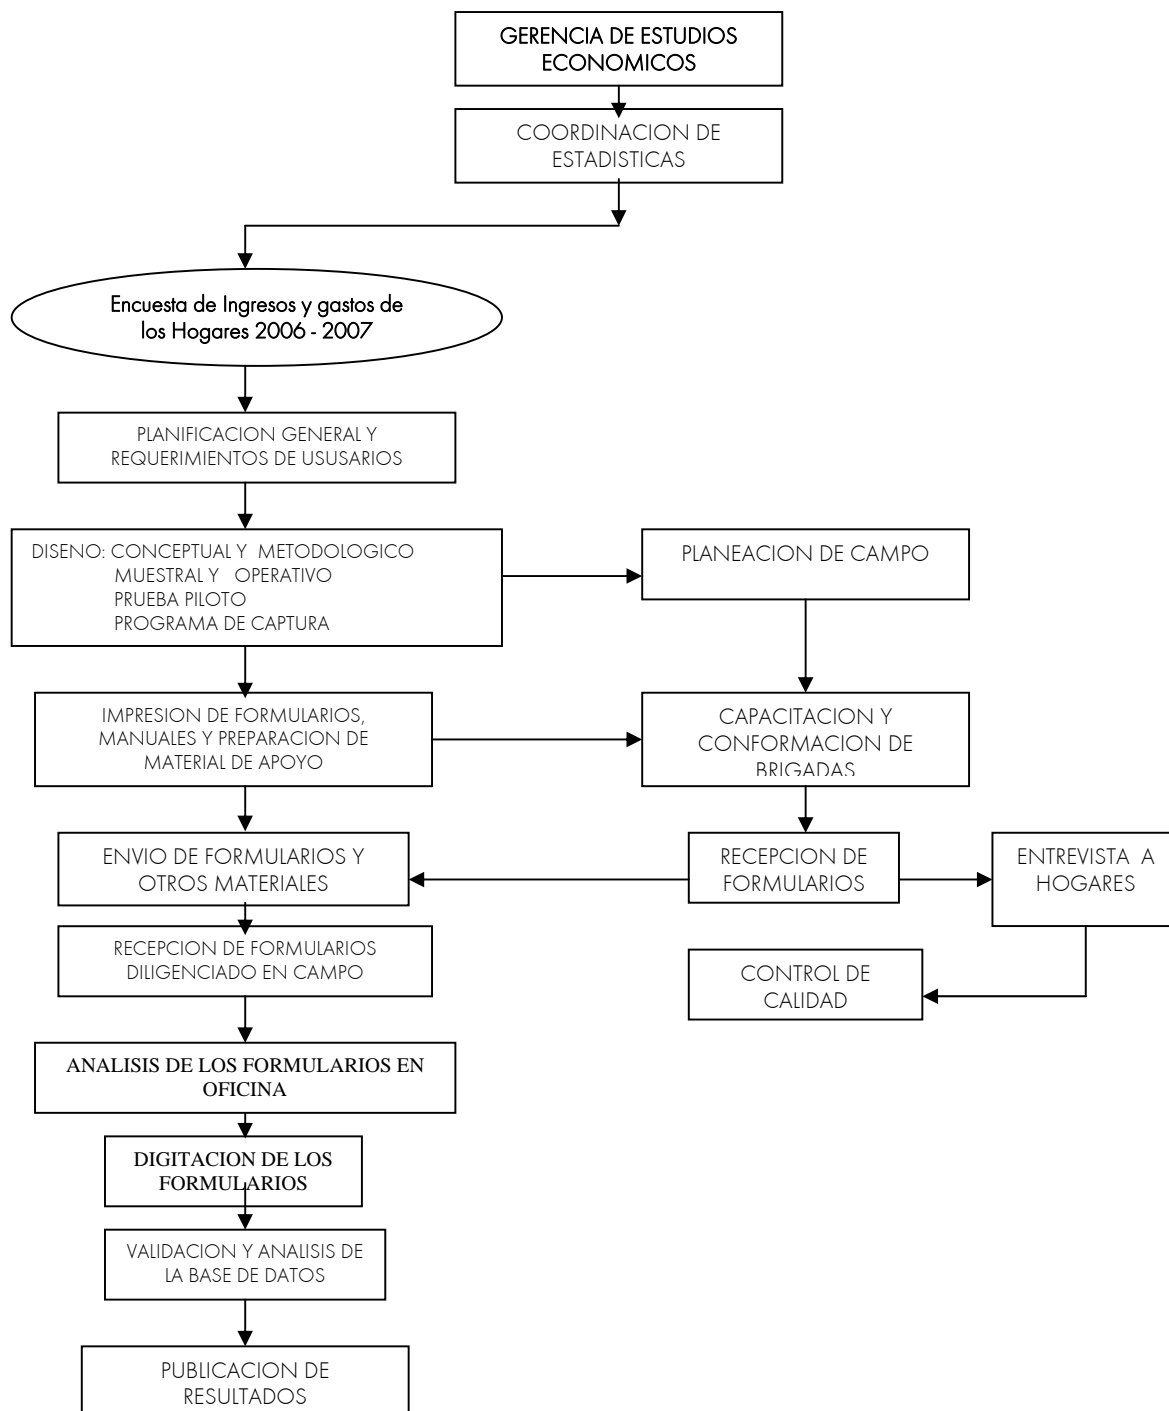 GERENCIA DE ESTUDIOS
ECONOMICOS
COORDINACION DE
ESTADISTICAS
Encuesta de Ingresos y gastos de
los Hogares 2006 - 2007
PLANIFICACION GENERAL Y
REQUERIMIENTOS DE USUSARIOS
DISENO: CONCEPTUAL Y METODOLOGICO
MUESTRAL Y OPERATIVO
PRUEBA PILOTO
PROGRAMA DE CAPTURA
PLANEACION DE CAMPO
IMPRESION DE FORMULARIOS,
MANUALES Y PREPARACION DE
MATERIAL DE APOYO
CAPACITACION Y
CONFORMACION DE
BRIGADAS
ENVIO DE FORMULARIOS Y
OTROS MATERIALES
RECEPCION DE
FORMULARIOS
ENTREVISTA A
HOGARES
RECEPCION DE FORMULARIOS
DILIGENCIADO EN CAMPO
CONTROL DE
CALIDAD
ANALISIS DE LOS FORMULARIOS EN
OFICINA
DIGITACION DE LOS
FORMULARIOS
VALIDACION Y ANALISIS DE
LA BASE DE DATOS
PUBLICACION DE
RESULTADOS